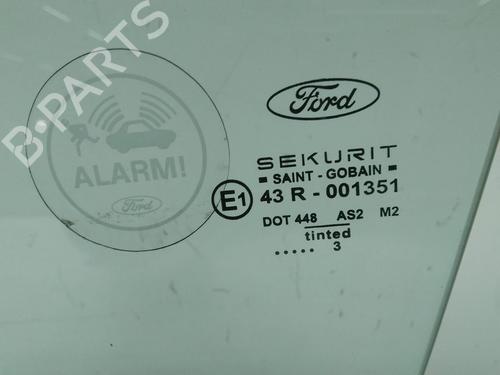 B-PARTS
ALARM!
Ford
Ford
SEKURIT
SAINT - GOBAIN
E1 43 R - 001351
DOT 448 AS2 M2
tinted
..... 3